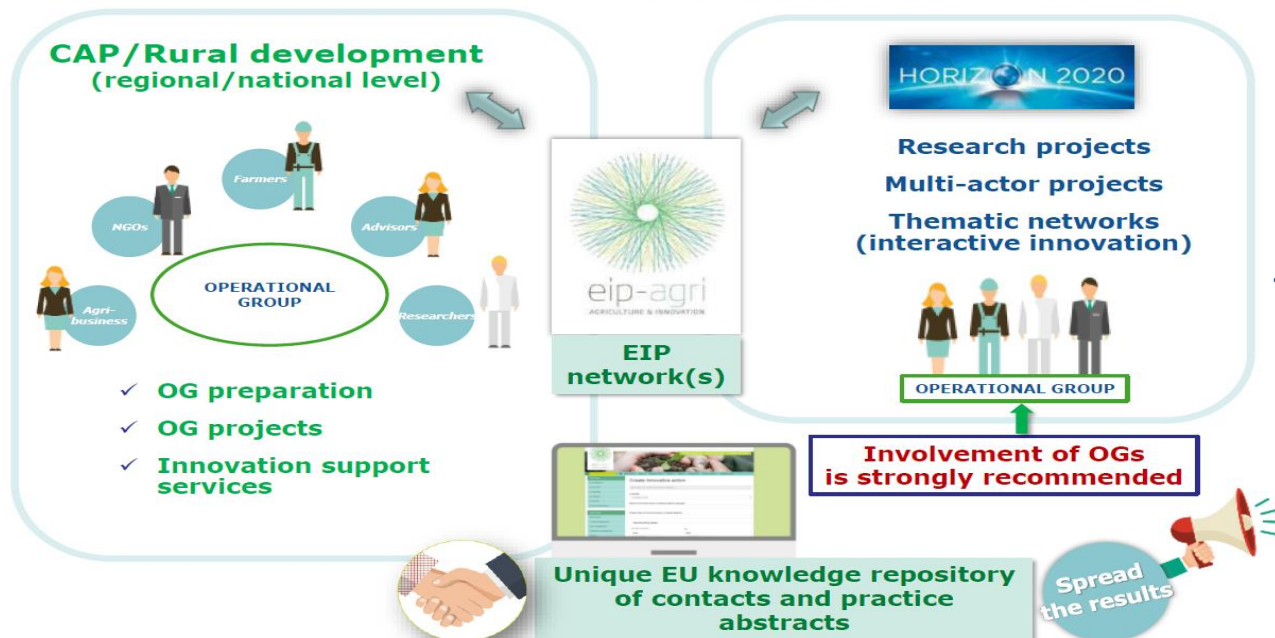 CAP/Rural development
(regional/national level)
Farmers
NGOs
Advisors
Agri-
business
Researchers
OPERATIONAL
GROUP
✓ OG preparation
✓ OG projects
✓ Innovation support
services
eip-agri
AGRICULTURE & INNOVATION
EIP
network(s)
HORIZON 2020
Research projects
Multi-actor projects
Thematic networks
(interactive innovation)
OPERATIONAL GROUP
Involvement of OGs
is strongly recommended
Create innovative action
Unique EU knowledge repository
of contacts and practice
abstracts
Spread
the results